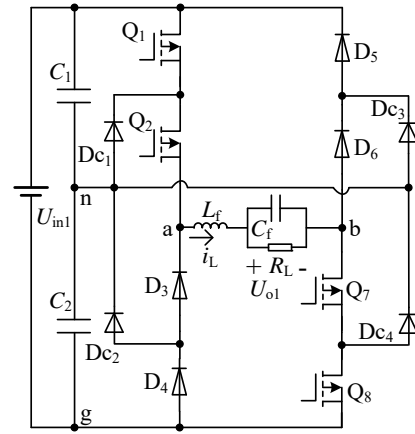 Q1
D5
C1
Q2
Dc3
Dc1
D6
n
Uin1
Lf
Cf
a
b
iL
+ RL -
Uo1
D3
Q7
C2
Dc2
Dc4
D4
Q8
g